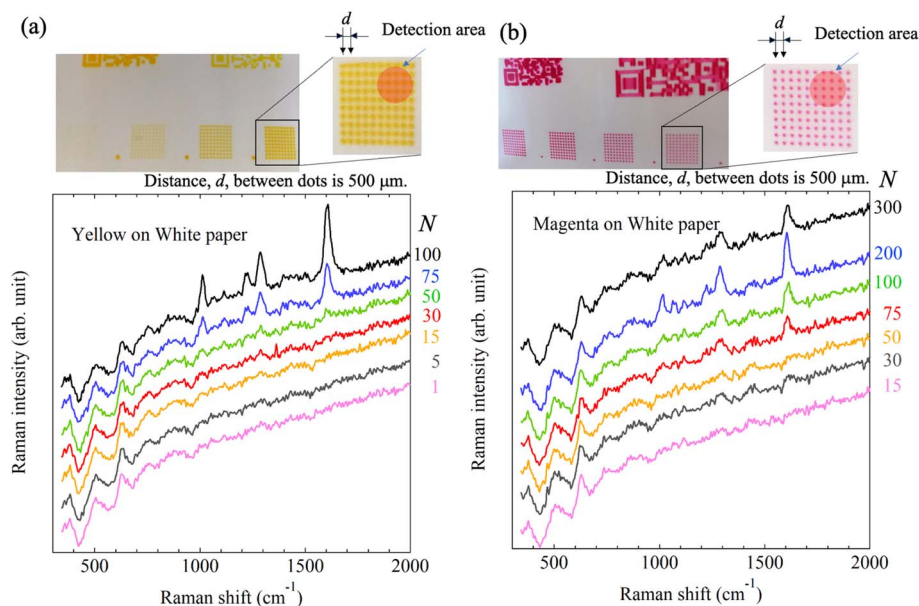 (a)
d
Detection area
Distance, d, between dots is 500 μm.
N
Yellow on White paper
100
75
50
30
15
5
1
Raman intensity (arb. unit)
500
1000
1500
2000
Raman shift (cm-1)
(b)
d
Detection area
Distance, d, between dots is 500 μm.
N
Magenta on White paper
300
200
100
75
50
30
15
Raman intensity (arb. unit)
500
1000
1500
2000
Raman shift (cm-1)